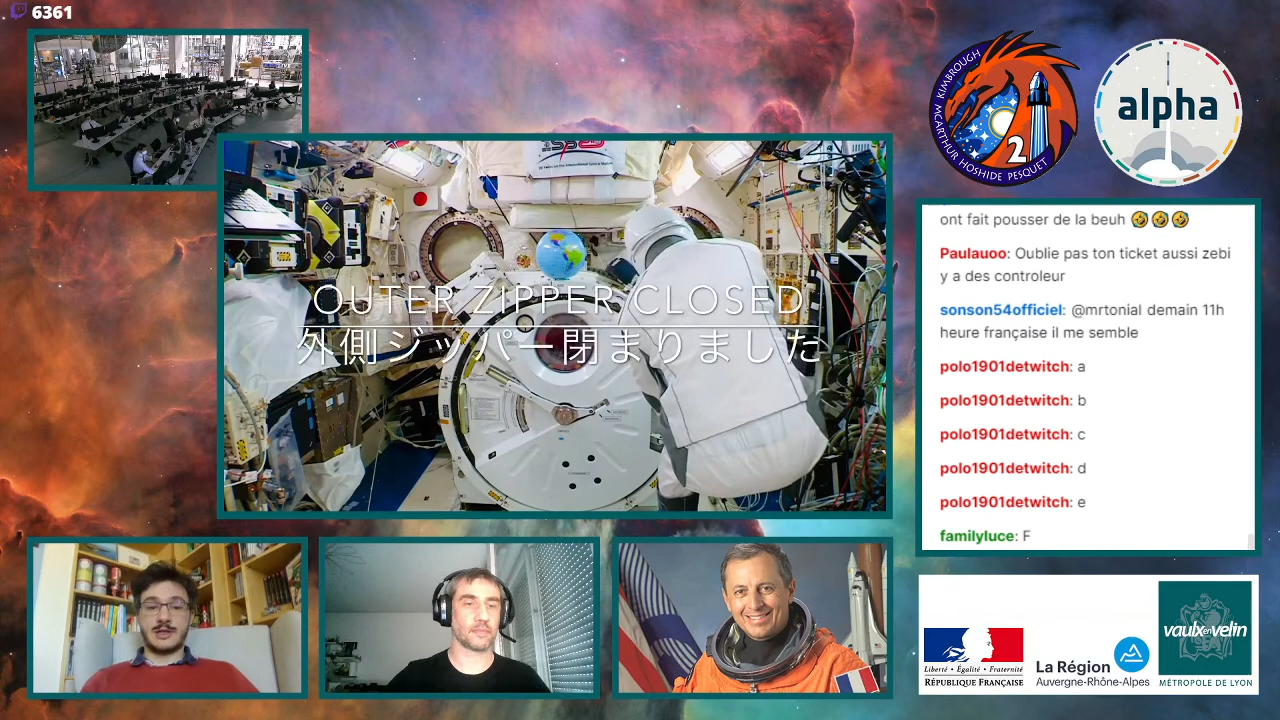 6361
KIMBROUGH
MCARTHUR HOSHIDE PESQUET
2
alpha
OUTER ZIPPER CLOSED
外側ジッパー閉まりました
ont fait pousser de la beuh 🤣🤣🤣
Paulauoo: Oublie pas ton ticket aussi zebi
y a des controleur
sonson54officiel: @mrtonial demain 11h
heure française il me semble
polo1901detwitch: a
polo1901detwitch: b
polo1901detwitch: c
polo1901detwitch: d
polo1901detwitch: e
familyluce: F
Liberté • Égalité • Fraternité
RÉPUBLIQUE FRANÇAISE
La Région
Auvergne-Rhône-Alpes
vaulx en velin
MÉTROPOLE DE LYON